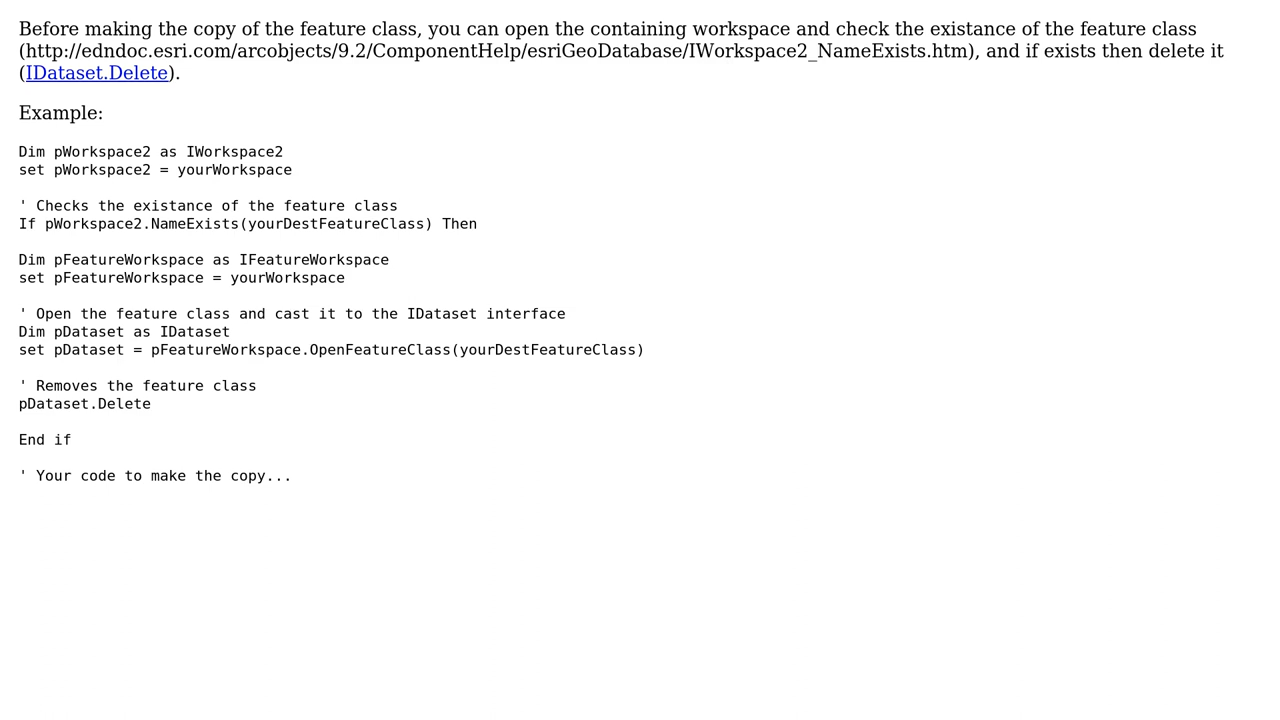 Before making the copy of the feature class, you can open the containing workspace and check the existance of the feature class
(http://edndoc.esri.com/arcobjects/9.2/ComponentHelp/esriGeoDatabase/IWorkspace2_NameExists.htm), and if exists then delete it
(IDataset.Delete).
Example:
Dim pWorkspace2 as IWorkspace2
set pWorkspace2 = yourWorkspace
' Checks the existance of the feature class
If pWorkspace2.NameExists(yourDestFeatureClass) Then
Dim pFeatureWorkspace as IFeatureWorkspace
set pFeatureWorkspace = yourWorkspace
' Open the feature class and cast it to the IDataset interface
Dim pDataset as IDataset
set pDataset = pFeatureWorkspace.OpenFeatureClass(yourDestFeatureClass)
' Removes the feature class
pDataset.Delete
End if
' Your code to make the copy...